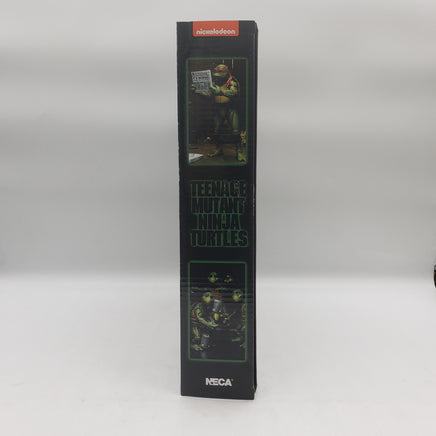 nickelodeon
TEENAGE
MUTANT
NINJA
TURTLES
NECA